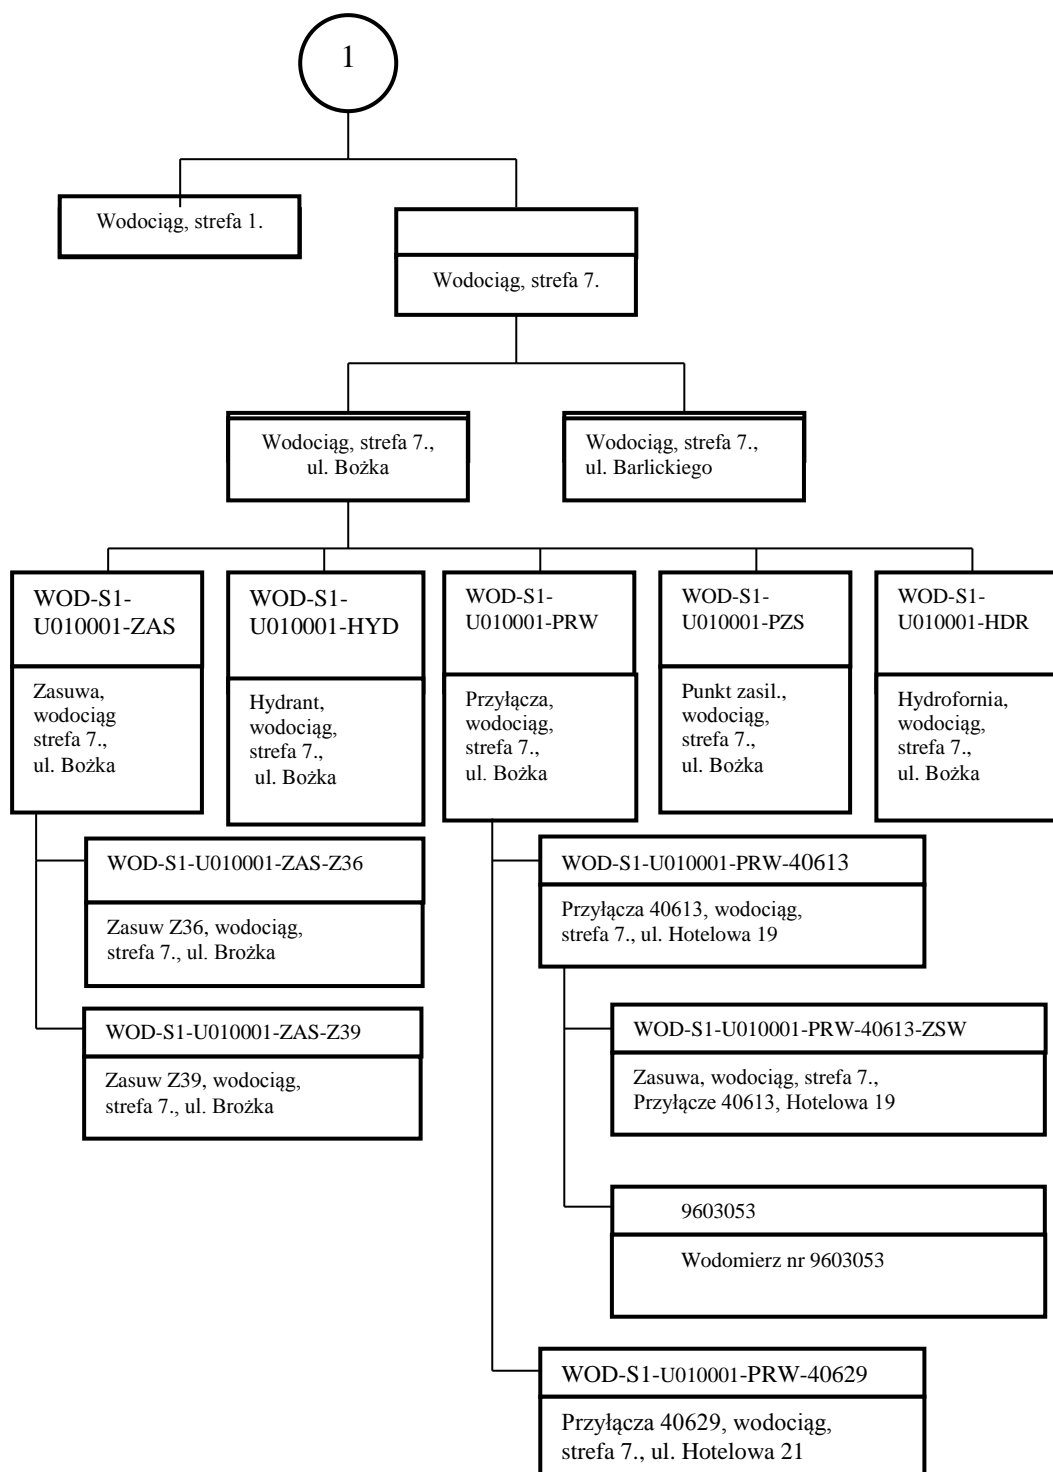 1
Wodociąg, strefa 1.
Wodociąg, strefa 7.
Wodociąg, strefa 7.,
ul. Bożka
Wodociąg, strefa 7.,
ul. Barlickiego
WOD-S1-
U010001-ZAS
Zasuwa,
wodociąg
strefa 7.,
ul. Bożka
WOD-S1-
U010001-HYD
Hydrant,
wodociąg,
strefa 7.,
ul. Bożka
WOD-S1-
U010001-PRW
Przyłącza,
wodociąg,
strefa 7.,
ul. Bożka
WOD-S1-
U010001-PZS
Punkt zasil.,
wodociąg,
strefa 7.,
ul. Bożka
WOD-S1-
U010001-HDR
Hydrofornia,
wodociąg,
strefa 7.,
ul. Bożka
WOD-S1-U010001-ZAS-Z36
Zasuw Z36, wodociąg,
strefa 7., ul. Brożka
WOD-S1-U010001-ZAS-Z39
Zasuw Z39, wodociąg,
strefa 7., ul. Brożka
WOD-S1-U010001-PRW-40613
Przyłącza 40613, wodociąg,
strefa 7., ul. Hotelowa 19
WOD-S1-U010001-PRW-40613-ZSW
Zasuwa, wodociąg, strefa 7.,
Przyłącze 40613, Hotelowa 19
9603053
Wodomierz nr 9603053
WOD-S1-U010001-PRW-40629
Przyłącza 40629, wodociąg,
strefa 7., ul. Hotelowa 21